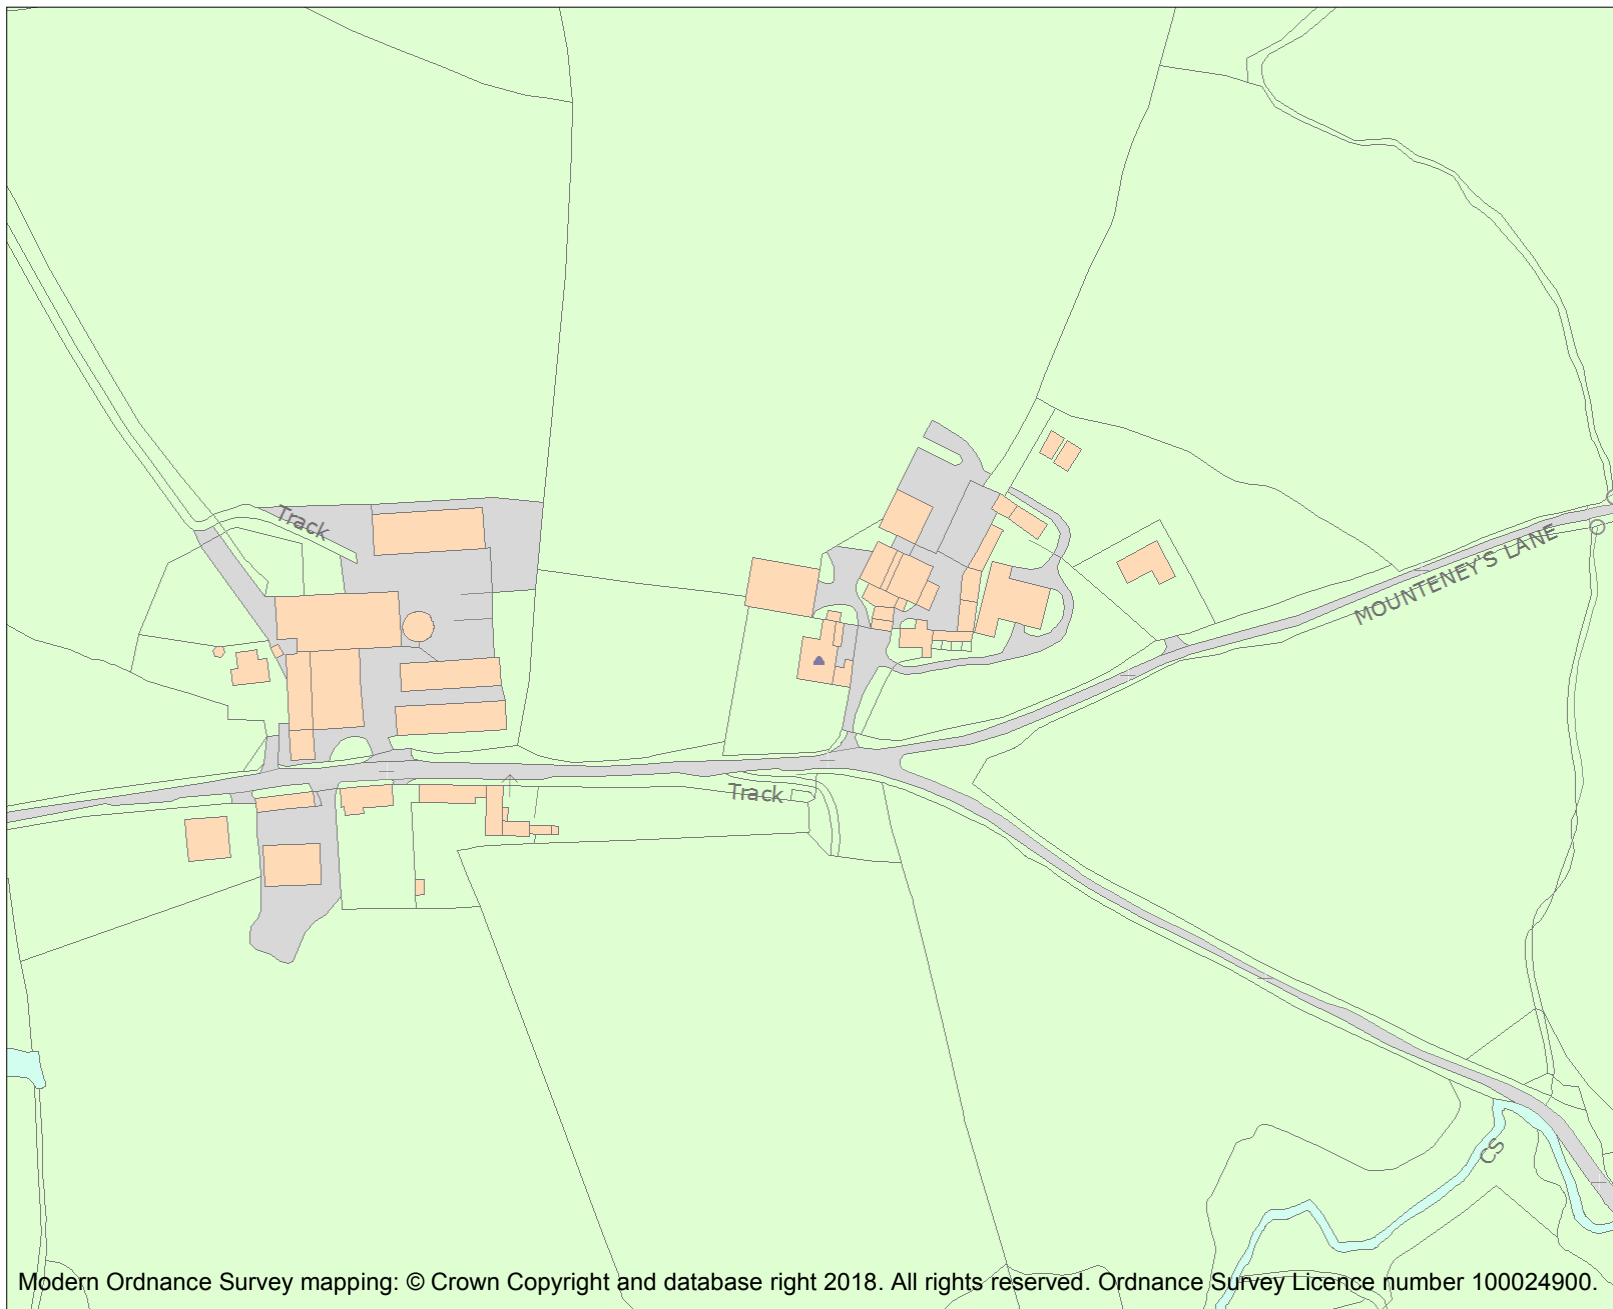 Track
MOUNTENEY'S LANE
Track
CS
Modern Ordnance Survey mapping: © Crown Copyright and database right 2018. All rights reserved. Ordnance Survey Licence number 100024900.